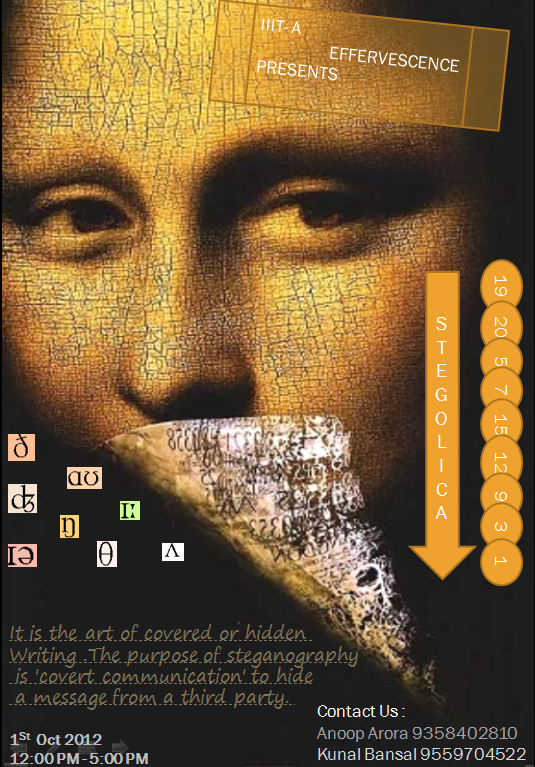 IIIT-A
EFFERVESCENCE
PRESENTS
S
T
E
G
O
L
I
C
A
19
20
5
7
15
12
9
3
1
ð
aʊ
ʤ
ɪ:
ŋ
ɪə
θ
ʌ
It is the art of covered or hidden
Writing .The purpose of steganography
is 'covert communication' to hide
a message from a third party..
Contact Us :
Anoop Arora 9358402810
Kunal Bansal 9559704522
1St Oct 2012
12:00 PM - 5:00 PM